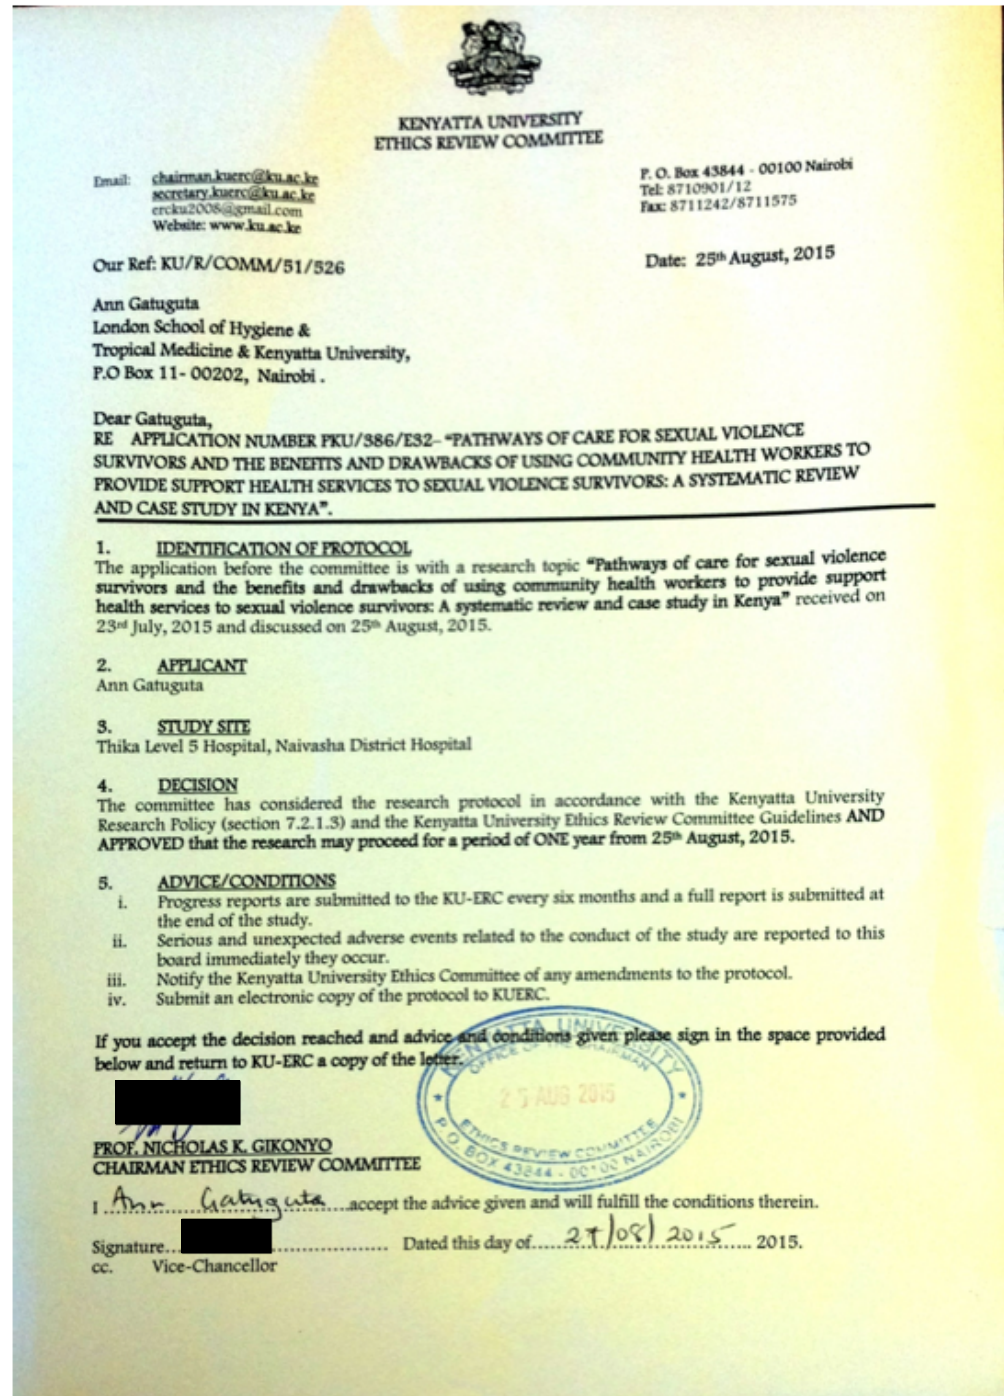 KENYATTA UNIVERSITY
ETHICS REVIEW COMMITTEE
Email: chairman.kuerc@ku.ac.ke
secretary.kuerc@ku.ac.ke
ercku2008@gmail.com
Website: www.ku.ac.ke
P. O. Box 43844 - 00100 Nairobi
Tel: 8710901/12
Fax: 8711242/8711575
Our Ref: KU/R/COMM/51/526
Date: 25th August, 2015
Ann Gatuguta
London School of Hygiene &
Tropical Medicine & Kenyatta University,
P.O Box 11- 00202, Nairobi .
Dear Gatuguta,
RE APPLICATION NUMBER PKU/386/E32– “PATHWAYS OF CARE FOR SEXUAL VIOLENCE
SURVIVORS AND THE BENEFITS AND DRAWBACKS OF USING COMMUNITY HEALTH WORKERS TO
PROVIDE SUPPORT HEALTH SERVICES TO SEXUAL VIOLENCE SURVIVORS: A SYSTEMATIC REVIEW
AND CASE STUDY IN KENYA”.
1. IDENTIFICATION OF PROTOCOL
The application before the committee is with a research topic “Pathways of care for sexual violence
survivors and the benefits and drawbacks of using community health workers to provide support
health services to sexual violence survivors: A systematic review and case study in Kenya” received on
23rd July, 2015 and discussed on 25th August, 2015.
2. APPLICANT
Ann Gatuguta
3. STUDY SITE
Thika Level 5 Hospital, Naivasha District Hospital
4. DECISION
The committee has considered the research protocol in accordance with the Kenyatta University
Research Policy (section 7.2.1.3) and the Kenyatta University Ethics Review Committee Guidelines AND
APPROVED that the research may proceed for a period of ONE year from 25th August, 2015.
5. ADVICE/CONDITIONS
i. Progress reports are submitted to the KU-ERC every six months and a full report is submitted at
the end of the study.
ii. Serious and unexpected adverse events related to the conduct of the study are reported to this
board immediately they occur.
iii. Notify the Kenyatta University Ethics Committee of any amendments to the protocol.
iv. Submit an electronic copy of the protocol to KUERC.
If you accept the decision reached and advice and conditions given please sign in the space provided
below and return to KU-ERC a copy of the letter.
KENYATTA UNIVERSITY
OFFICE OF THE CHAIRMAN
25 AUG 2015
ETHICS REVIEW COMMITTEE
P. O. BOX 43844 - 00100 NAIROBI
PROF. NICHOLAS K. GIKONYO
CHAIRMAN ETHICS REVIEW COMMITTEE
I Ann Gatuguta accept the advice given and will fulfill the conditions therein.
Signature Dated this day of 27/08/2015 2015.
cc. Vice-Chancellor